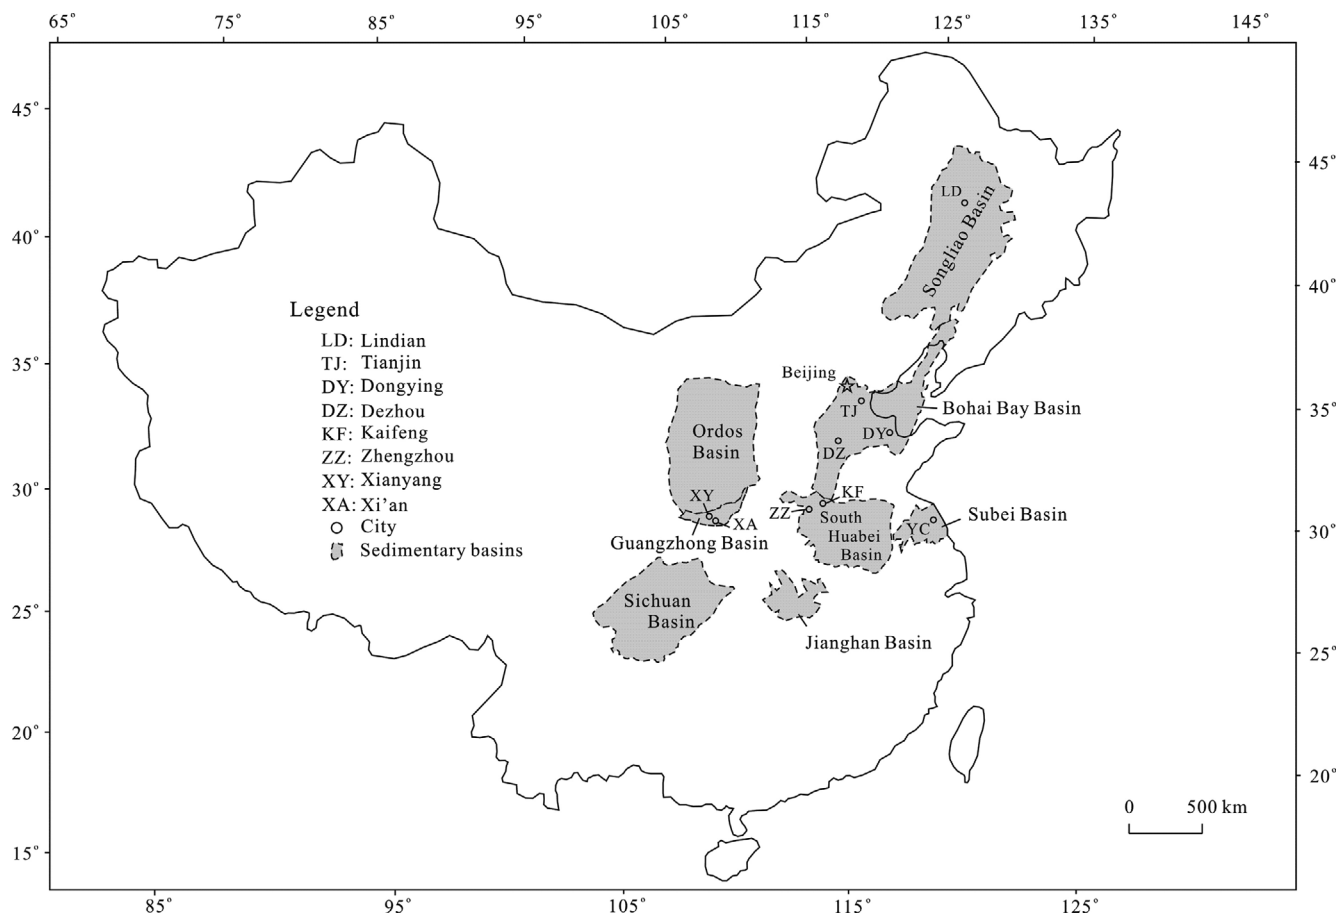 65° 75° 85° 95° 105° 115° 125° 135° 145°
45°
45°
LD
Songliao Basin
40°
40°
Legend
LD: Lindian
TJ: Tianjin
DY: Dongying
DZ: Dezhou
KF: Kaifeng
ZZ: Zhengzhou
XY: Xianyang
XA: Xi’an
City
Sedimentary basins
35°
Beijing
TJ
Bohai Bay Basin
35°
Ordos
Basin
DY
DZ
30°
XY
KF
ZZ
XA
South
Huabei
Basin
YC
Subei Basin
30°
Guangzhong Basin
Sichuan
Basin
25°
Jianghan Basin
25°
20°
20°
0 500 km
15°
85° 95° 105° 115° 125°